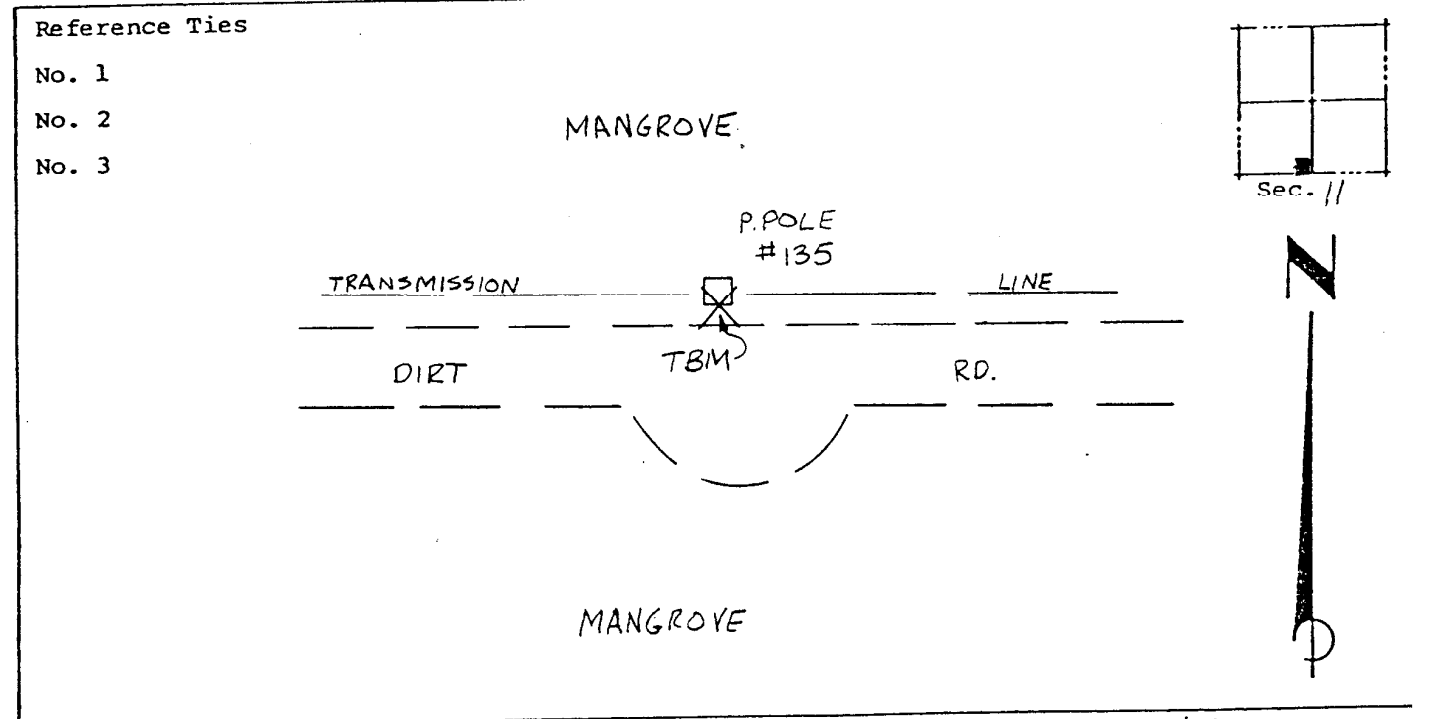 Reference Ties
No. 1
No. 2
No. 3
MANGROVE
Sec. 11
P.POLE
#135
N
TRANSMISSION LINE
TBM
DIRT RD.
MANGROVE